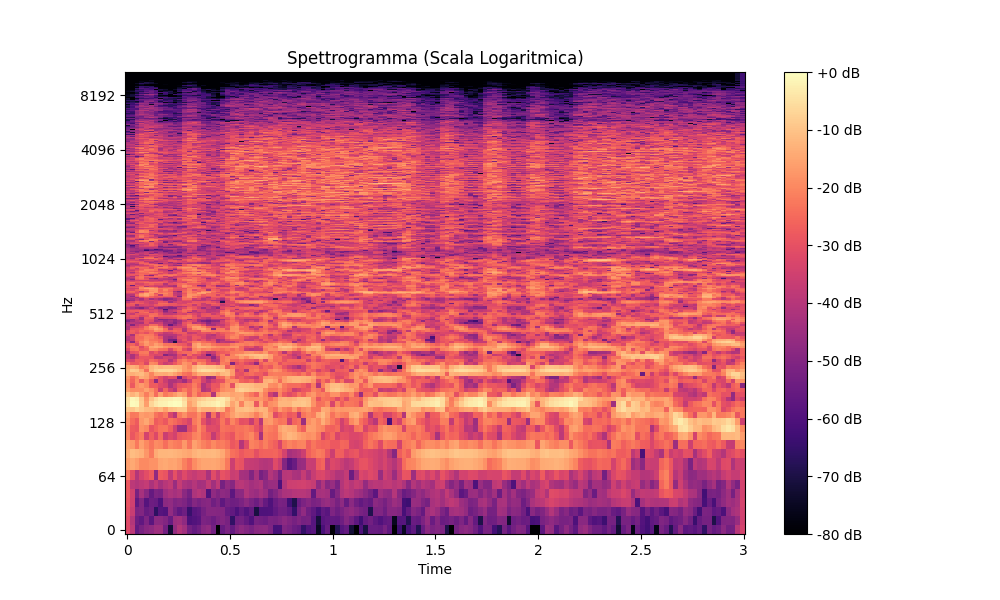 Spettrogramma (Scala Logaritmica)
Hz
8192
4096
2048
1024
512
256
128
64
0
0 0.5 1 1.5 2 2.5 3
Time
+0 dB
-10 dB
-20 dB
-30 dB
-40 dB
-50 dB
-60 dB
-70 dB
-80 dB